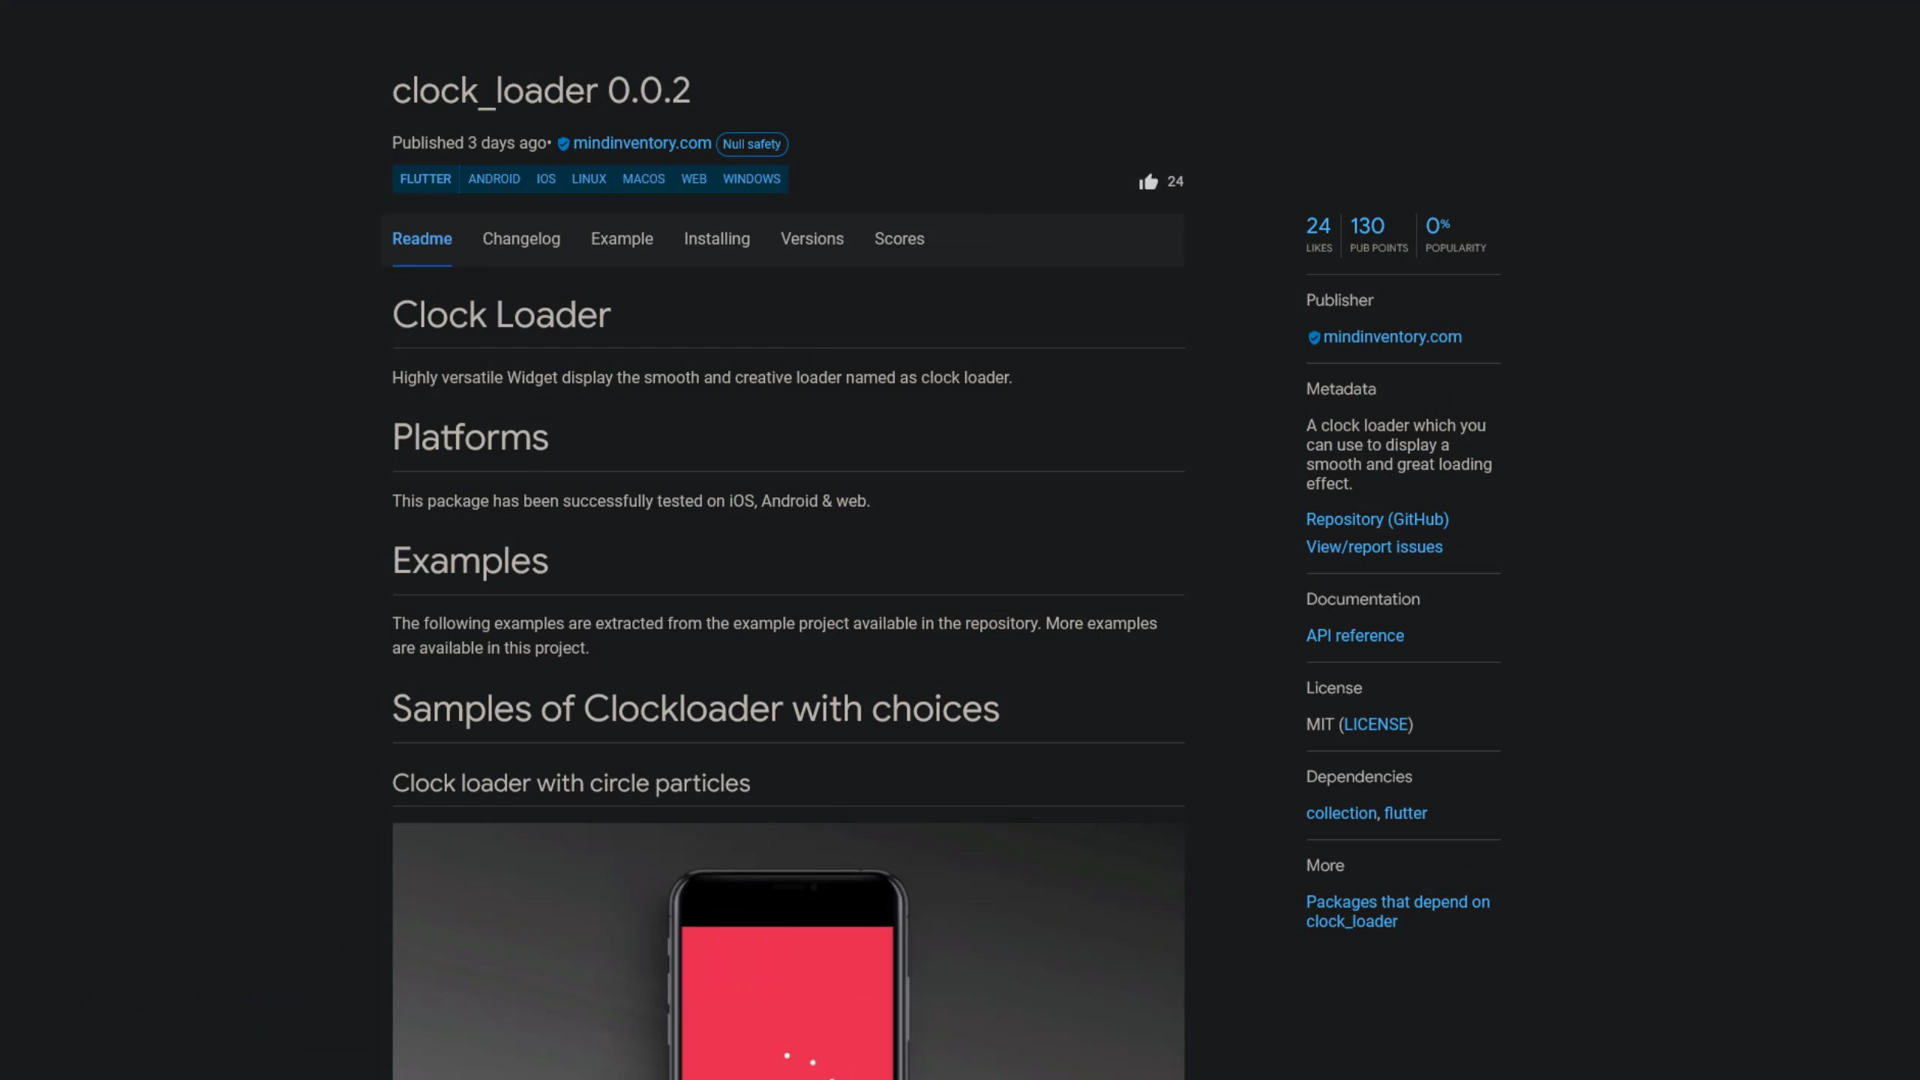 clock_loader 0.0.2
Published 3 days ago• mindinventory.com Null safety
FLUTTER ANDROID IOS LINUX MACOS WEB WINDOWS
24
Readme Changelog Example Installing Versions Scores
Clock Loader
Highly versatile Widget display the smooth and creative loader named as clock loader.
Platforms
This package has been successfully tested on iOS, Android & web.
Examples
The following examples are extracted from the example project available in the repository. More examples
are available in this project.
Samples of Clockloader with choices
Clock loader with circle particles
24 130 0%
LIKES PUB POINTS POPULARITY
Publisher
mindinventory.com
Metadata
A clock loader which you
can use to display a
smooth and great loading
effect.
Repository (GitHub)
View/report issues
Documentation
API reference
License
MIT (LICENSE)
Dependencies
collection, flutter
More
Packages that depend on
clock_loader